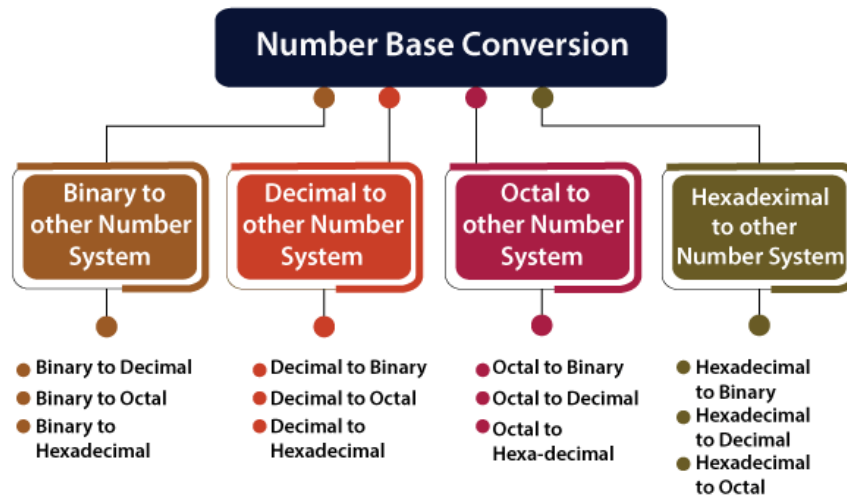 Number Base Conversion
Binary to
other Number
System
Decimal to
other Number
System
Octal to
other Number
System
Hexadeximal
to other
Number System
Binary to Decimal
Binary to Octal
Binary to
Hexadecimal
Decimal to Binary
Decimal to Octal
Decimal to
Hexadecimal
Octal to Binary
Octal to Decimal
Octal to
Hexa-decimal
Hexadecimal
to Binary
Hexadecimal
to Decimal
Hexadecimal
to Octal